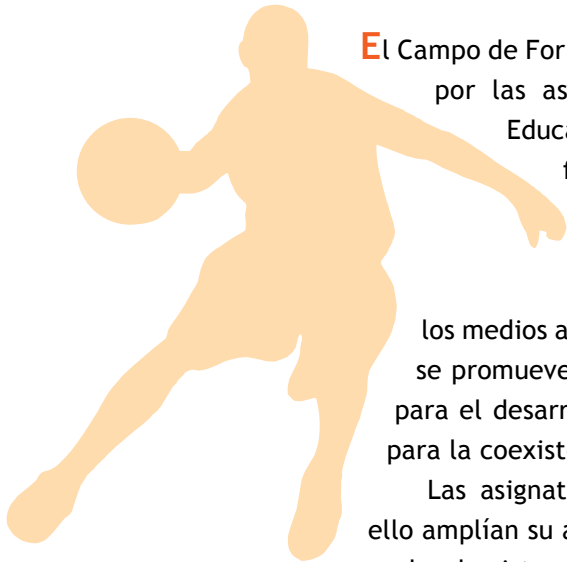 El Campo de For
por las as
Educa
los medios a
se promueve
para el desarr
para la coexist
Las asignat
ello amplían su a